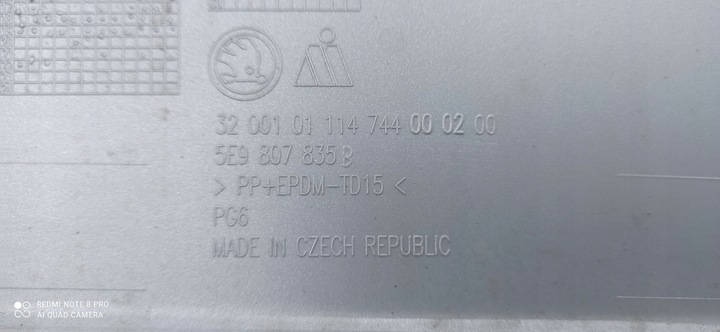 32 001 01 114 744 00 02 00
5E9 807 835 B
> PP+EPDM-TD15 <
PG6
MADE IN CZECH REPUBLIC
REDMI NOTE 8 PRO
AI QUAD CAMERA